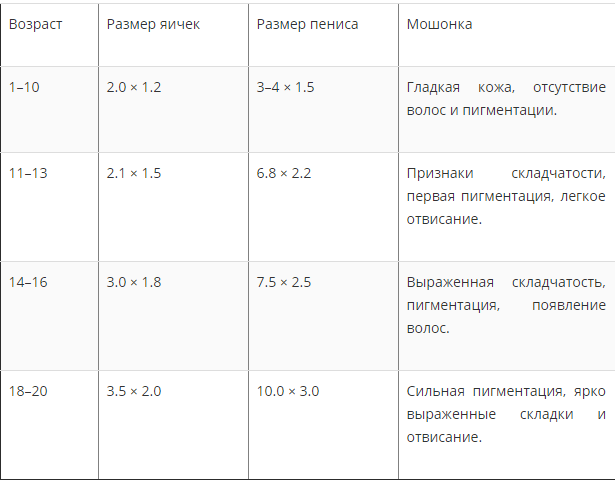 Возраст Размер яичек Размер пениса Мошонка
1–10 2.0 × 1.2 3–4 × 1.5 Гладкая кожа, отсутствие
волос и пигментации.
11–13 2.1 × 1.5 6.8 × 2.2 Признаки складчатости,
первая пигментация, легкое
отвисание.
14–16 3.0 × 1.8 7.5 × 2.5 Выраженная складчатость,
пигментация, появление
волос.
18–20 3.5 × 2.0 10.0 × 3.0 Сильная пигментация, ярко
выраженные складки и
отвисание.